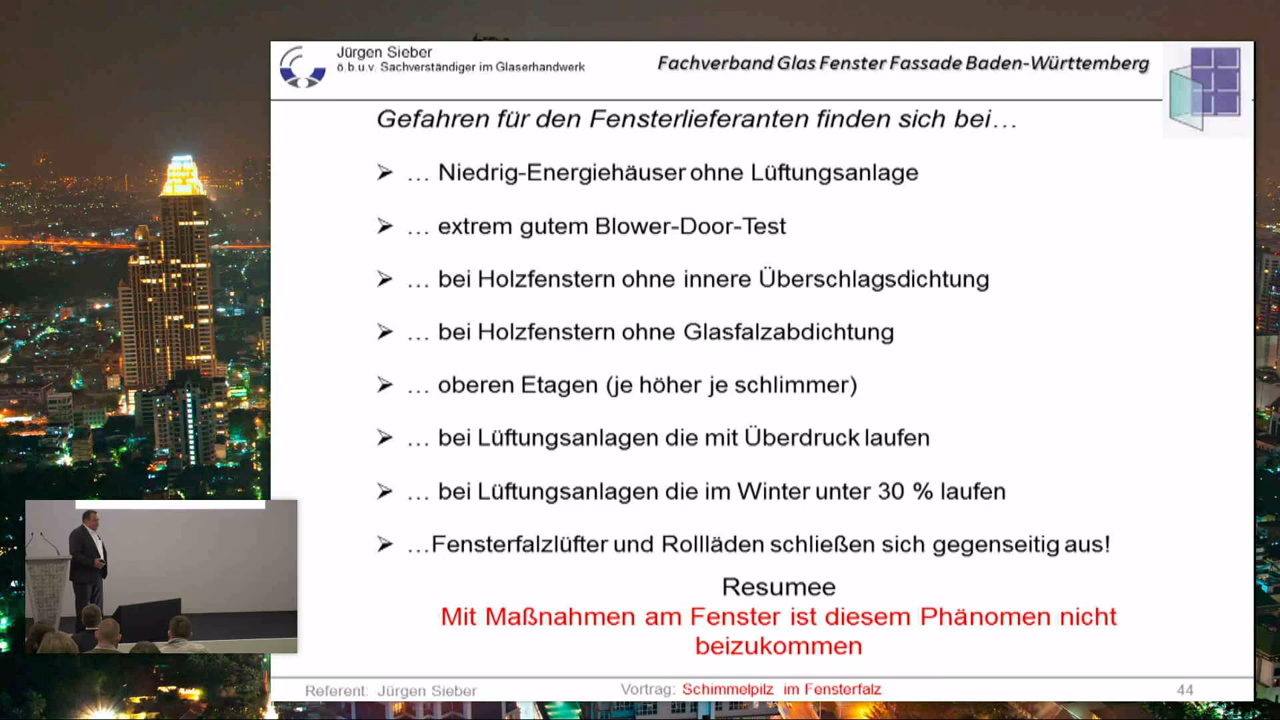 Jürgen Sieber
ö.b.u.v. Sachverständiger im Glaserhandwerk
Fachverband Glas Fenster Fassade Baden-Württemberg
Gefahren für den Fensterlieferanten finden sich bei…
➢ … Niedrig-Energiehäuser ohne Lüftungsanlage
➢ … extrem gutem Blower-Door-Test
➢ … bei Holzfenstern ohne innere Überschlagsdichtung
➢ … bei Holzfenstern ohne Glasfalzabdichtung
➢ … oberen Etagen (je höher je schlimmer)
➢ … bei Lüftungsanlagen die mit Überdruck laufen
➢ … bei Lüftungsanlagen die im Winter unter 30 % laufen
➢ …Fensterfalzlüfter und Rollläden schließen sich gegenseitig aus!
Resumee
Mit Maßnahmen am Fenster ist diesem Phänomen nicht
beizukommen
Referent: Jürgen Sieber
Vortrag: Schimmelpilz im Fensterfalz
44